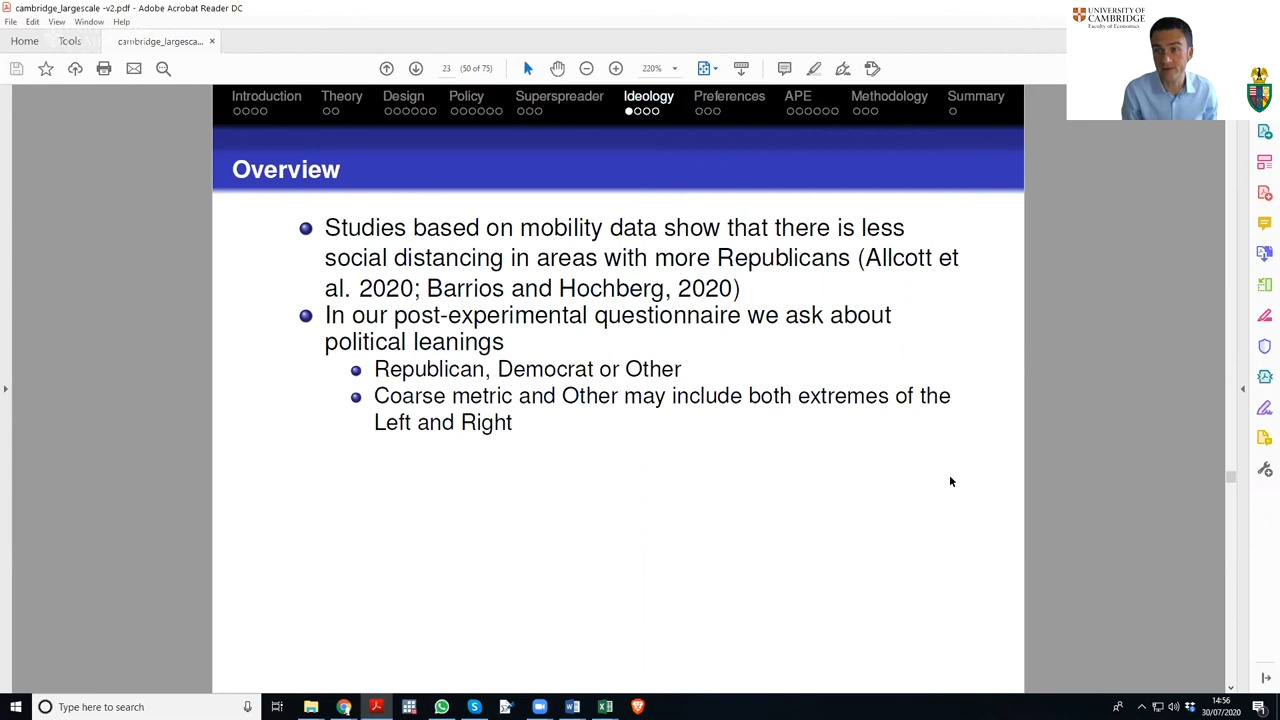 cambridge_largescale -v2.pdf - Adobe Acrobat Reader DC
File Edit View Window Help
Home Tools cambridge_largesca... ×
23 (27 of 75) 220%
UNIVERSITY OF
CAMBRIDGE
Faculty of Economics
Introduction Theory Design Policy Superspreader Ideology Preferences APE Methodology Summary
Overview
Studies based on mobility data show that there is less
social distancing in areas with more Republicans (Allcott et
al. 2020; Barrios and Hochberg, 2020)
In our post-experimental questionnaire we ask about
political leanings
Republican, Democrat or Other
Coarse metric and Other may include both extremes of the
Left and Right
Type here to search
14:56
30/07/2020